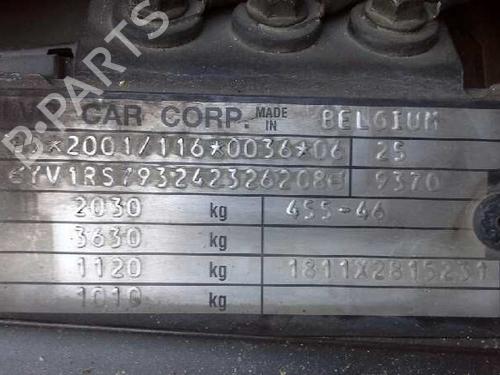 B-PARTS
CAR CORP. MADE IN BELGIUM
*2001/116*0036*06 25
YV1RS793242326208 9370
2030 kg 455-46
3630 kg
1120 kg 1811X2815231
1010 kg